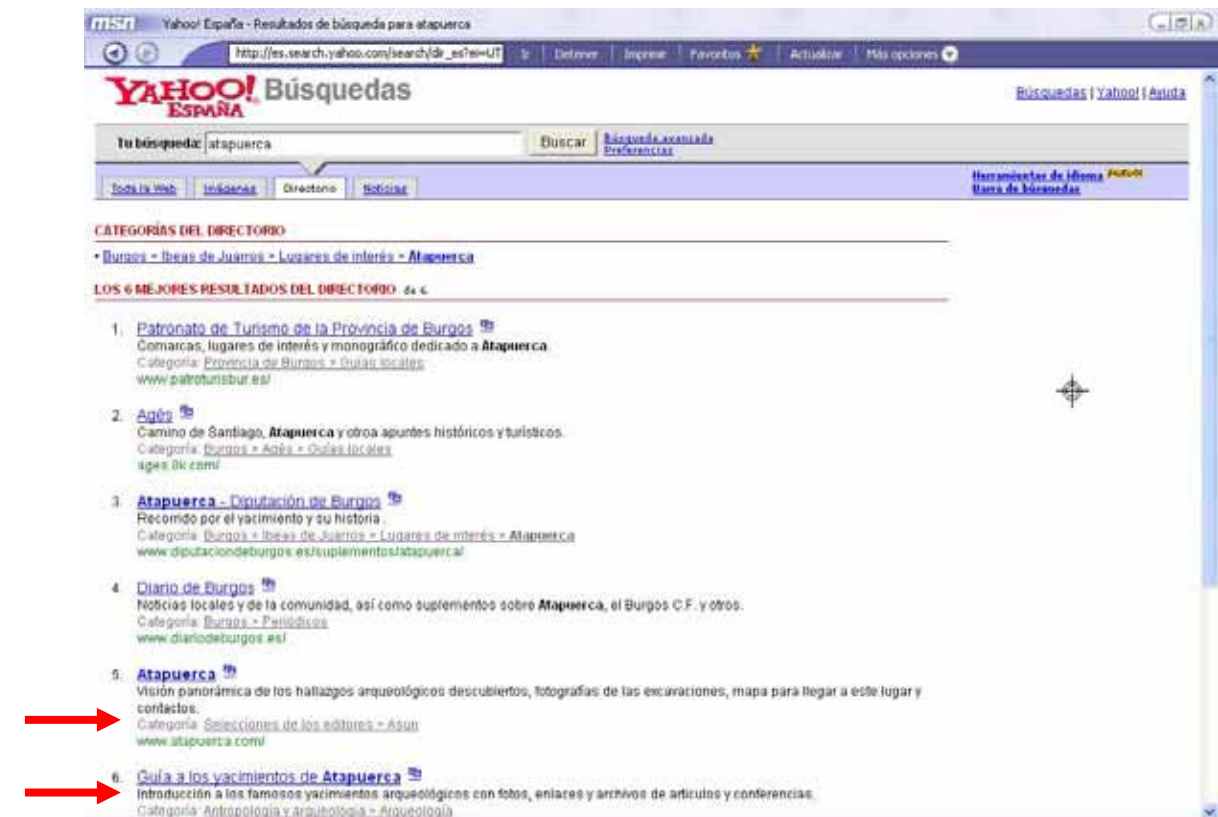 msn Yahoo! España - Resultados de búsqueda para atapuerca
http://es.search.yahoo.com/search/dir_es?ei=UT Ir Detener Imprimir Favoritos Actualizar Más opciones
YAHOO! Búsquedas
ESPAÑA
Búsquedas | Yahoo! | Ayuda
Tu búsqueda: atapuerca Buscar Búsqueda avanzada
Preferencias
Toda la Web Imágenes Directorio Noticias
Herramientas de idioma
Barra de búsquedas
CATEGORÍAS DEL DIRECTORIO
• Burgos > Ibeas de Juarros > Lugares de interés > Atapuerca
LOS 6 MEJORES RESULTADOS DEL DIRECTORIO de 6
1. Patronato de Turismo de la Provincia de Burgos
Comarcas, lugares de interés y monográfico dedicado a Atapuerca.
Categoría: Provincia de Burgos > Guías locales
www.patroturisbur.es/
2. Agés
Camino de Santiago, Atapuerca y otroa apuntes históricos y turísticos.
Categoría: Burgos > Agés > Guías locales
ages.8k.com/
3. Atapuerca - Diputación de Burgos
Recorrido por el yacimiento y su historia.
Categoría: Burgos > Ibeas de Juarros > Lugares de interés > Atapuerca
www.diputaciondeburgos.es/suplementos/atapuerca/
4. Diario de Burgos
Noticias locales y de la comunidad, así como suplementos sobre Atapuerca, el Burgos C.F. y otros.
Categoría: Burgos > Periódicos
www.diariodeburgos.es/
5. Atapuerca
Visión panorámica de los hallazgos arqueológicos descubiertos, fotografías de las excavaciones, mapa para llegar a este lugar y
contactos.
Categoría: Selecciones de los editores > Asun
www.atapuerca.com/
6. Guía a los yacimientos de Atapuerca
Introducción a los famosos yacimientos arqueológicos con fotos, enlaces y archivos de artículos y conferencias.
Categoría: Antropología y arqueología > Arqueología